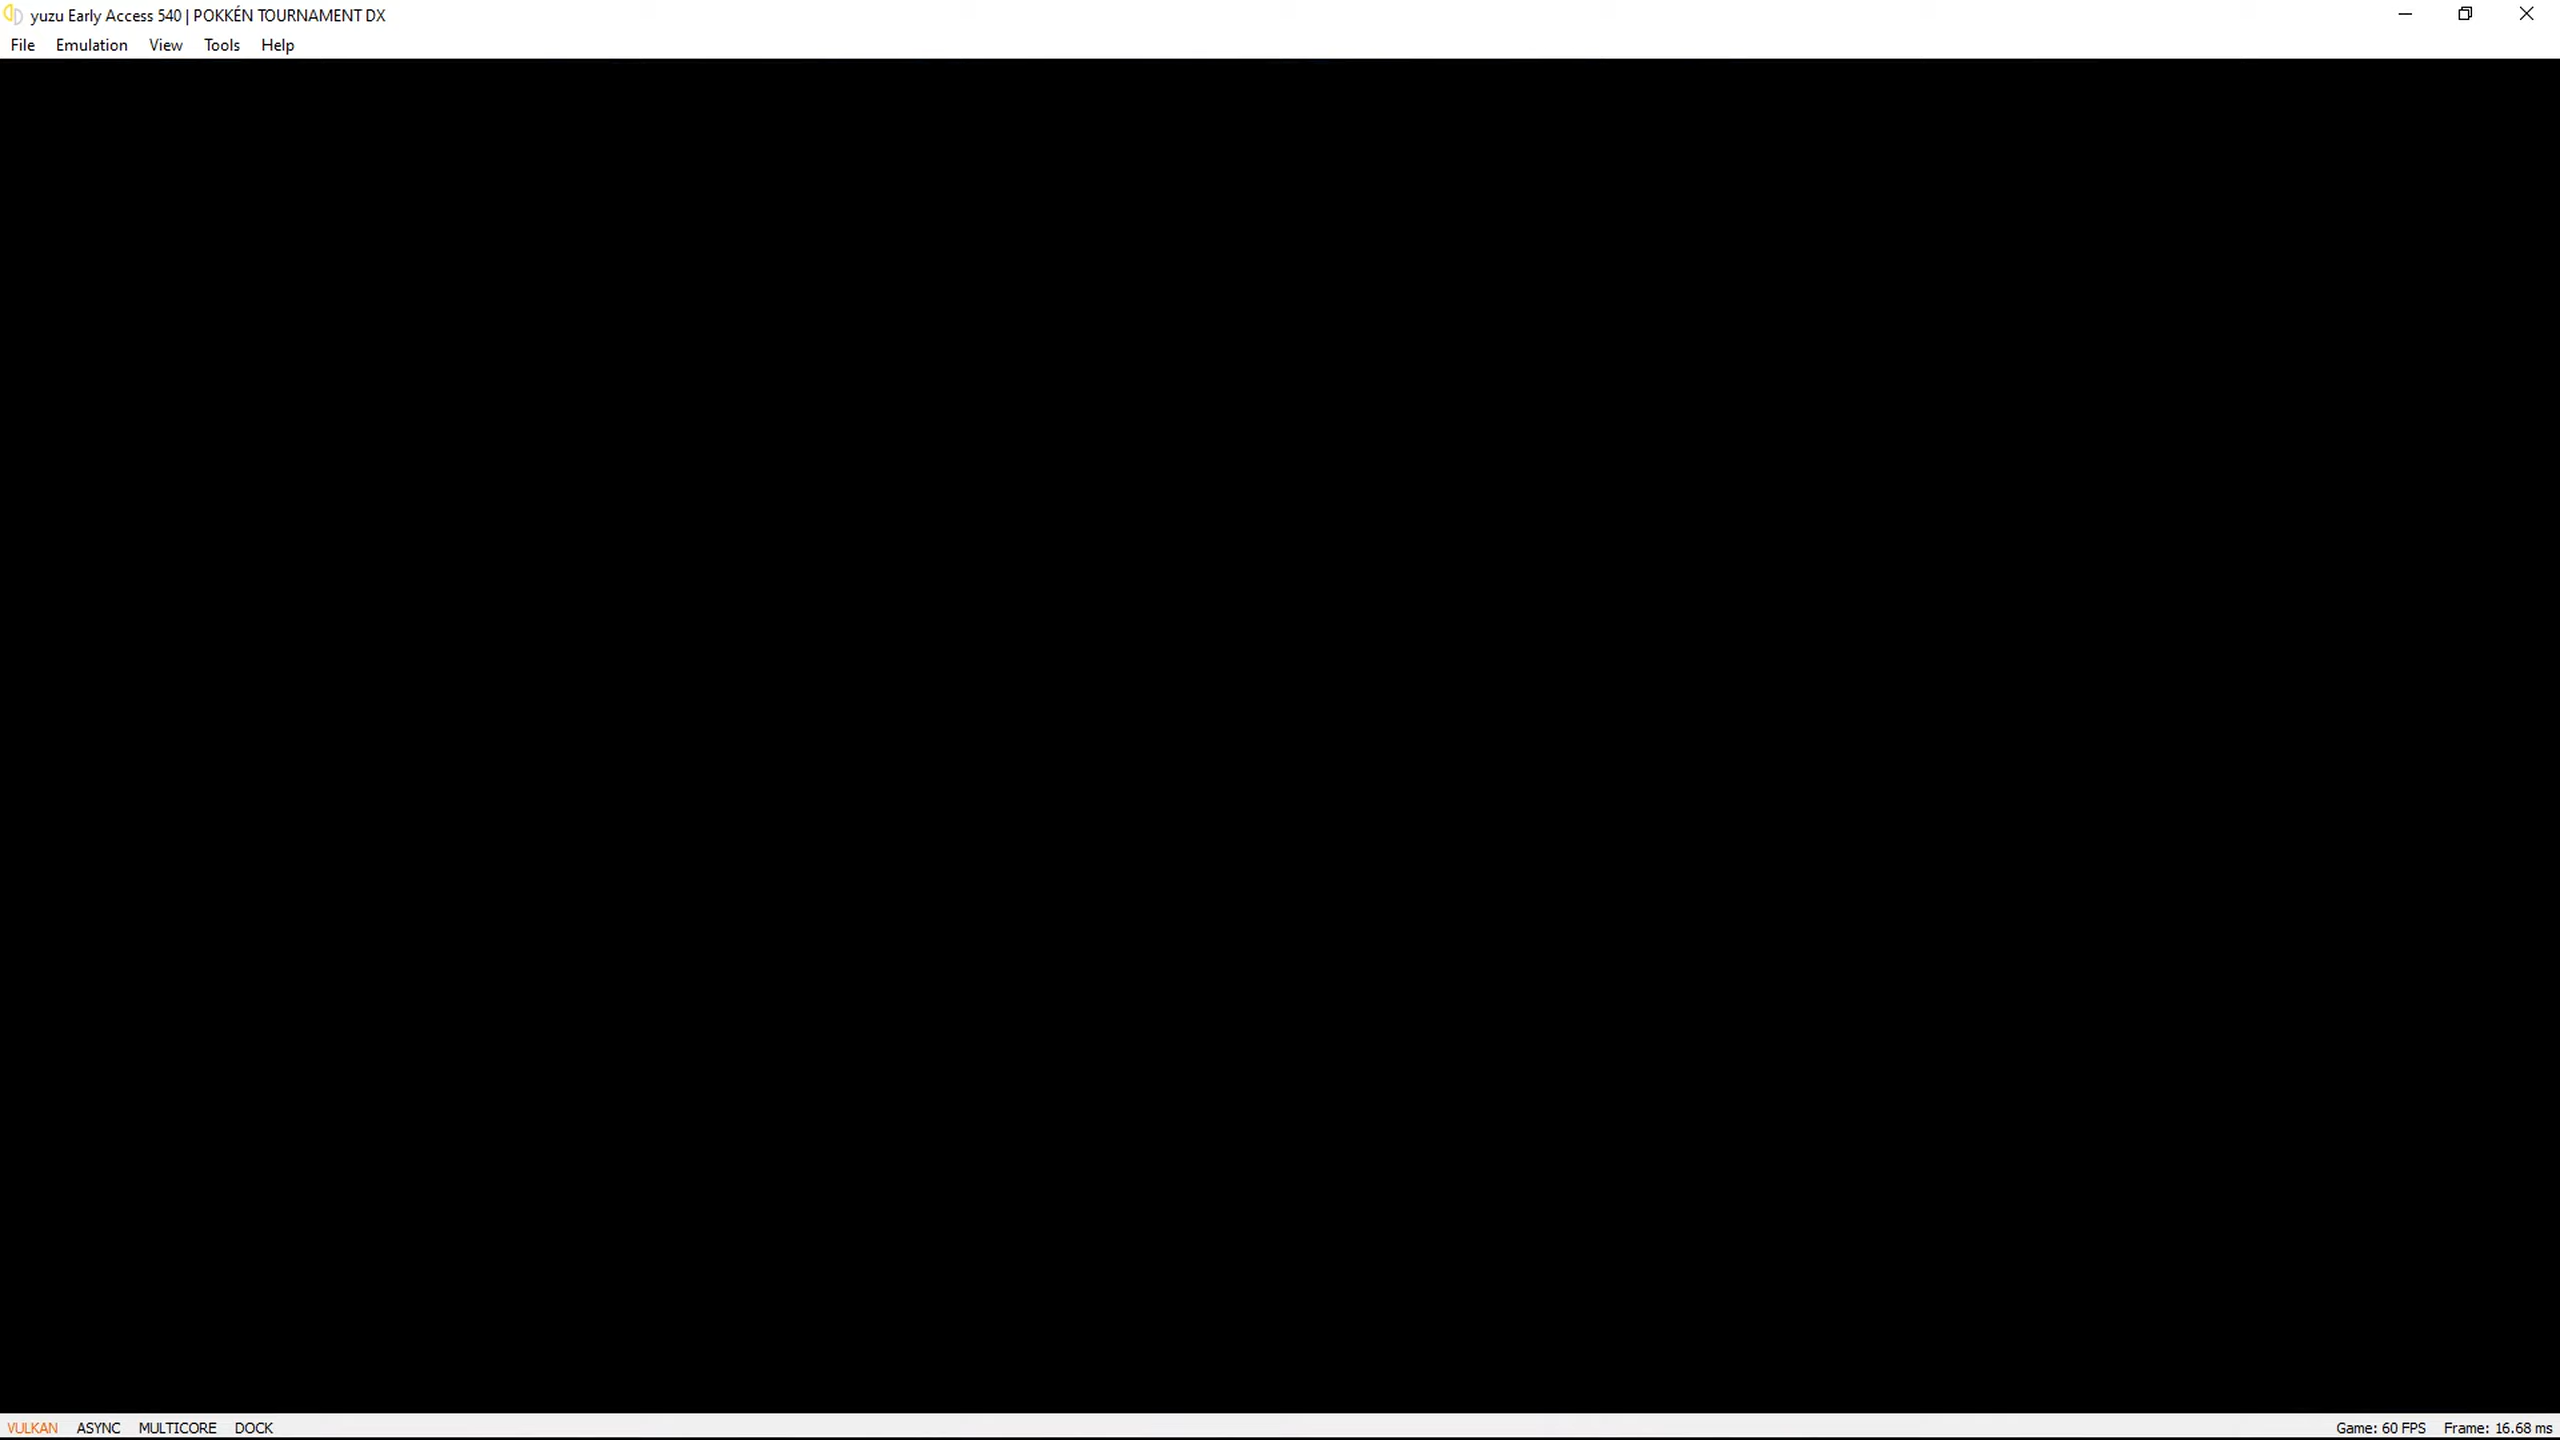 yuzu Early Access 540 | POKKÉN TOURNAMENT DX
File Emulation View Tools Help
VULKAN ASYNC MULTICORE DOCK Game: 60 FPS Frame: 16.68 ms